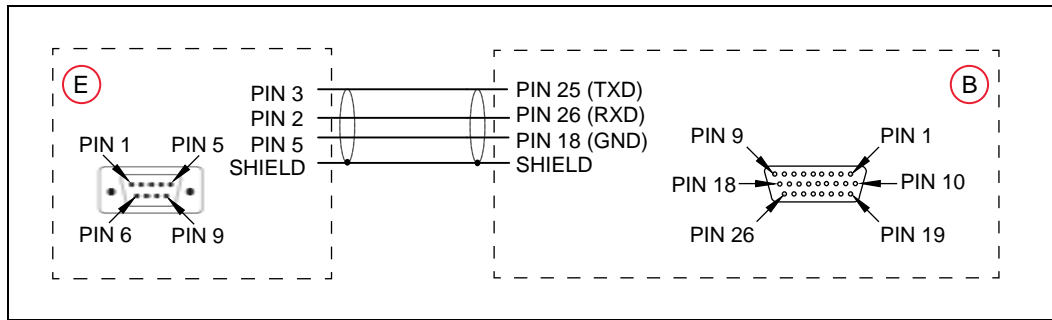 E
PIN 3
PIN 2
PIN 5
SHIELD
PIN 1
PIN 5
PIN 6
PIN 9
PIN 25 (TXD)
PIN 26 (RXD)
PIN 18 (GND)
SHIELD
B
PIN 9
PIN 1
PIN 18
PIN 10
PIN 26
PIN 19